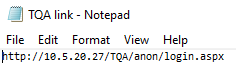 TQA link - Notepad
File Edit Format View Help
http://10.5.20.27/TQA/anon/login.aspx